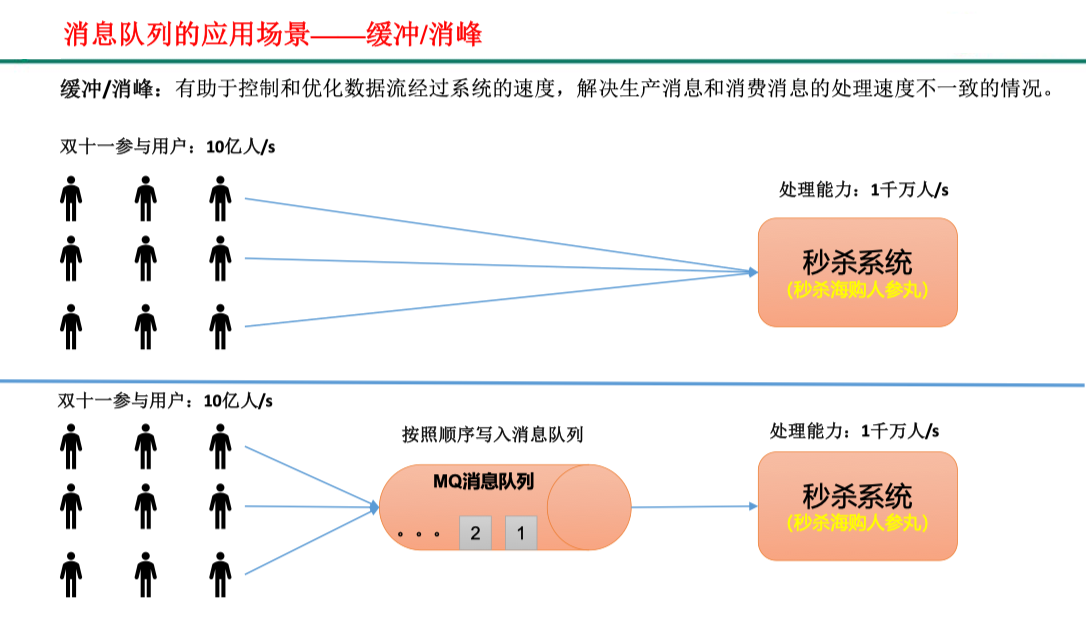 消息队列的应用场景——缓冲/消峰
缓冲/消峰：有助于控制和优化数据流经过系统的速度，解决生产消息和消费消息的处理速度不一致的情况。
双十一参与用户：10亿人/s
处理能力：1千万人/s
秒杀系统
(秒杀海购人参丸)
双十一参与用户：10亿人/s
按照顺序写入消息队列
处理能力：1千万人/s
MQ消息队列
。。。 2 1
秒杀系统
(秒杀海购人参丸)